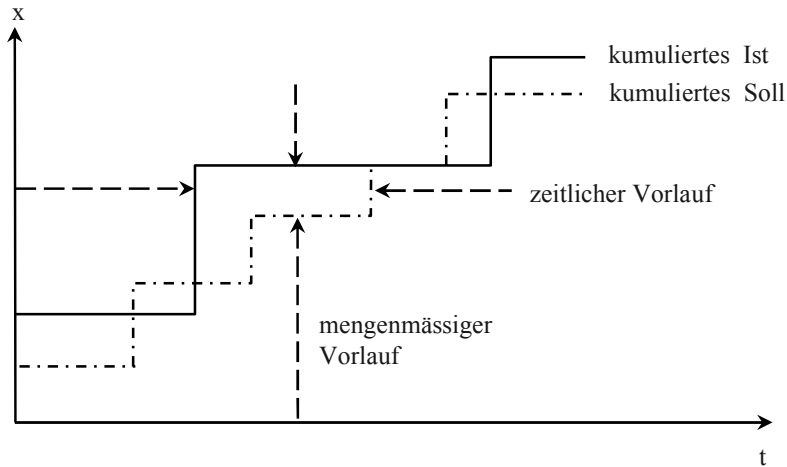 x
kumuliertes Ist
kumuliertes Soll
zeitlicher Vorlauf
mengenmässiger
Vorlauf
t